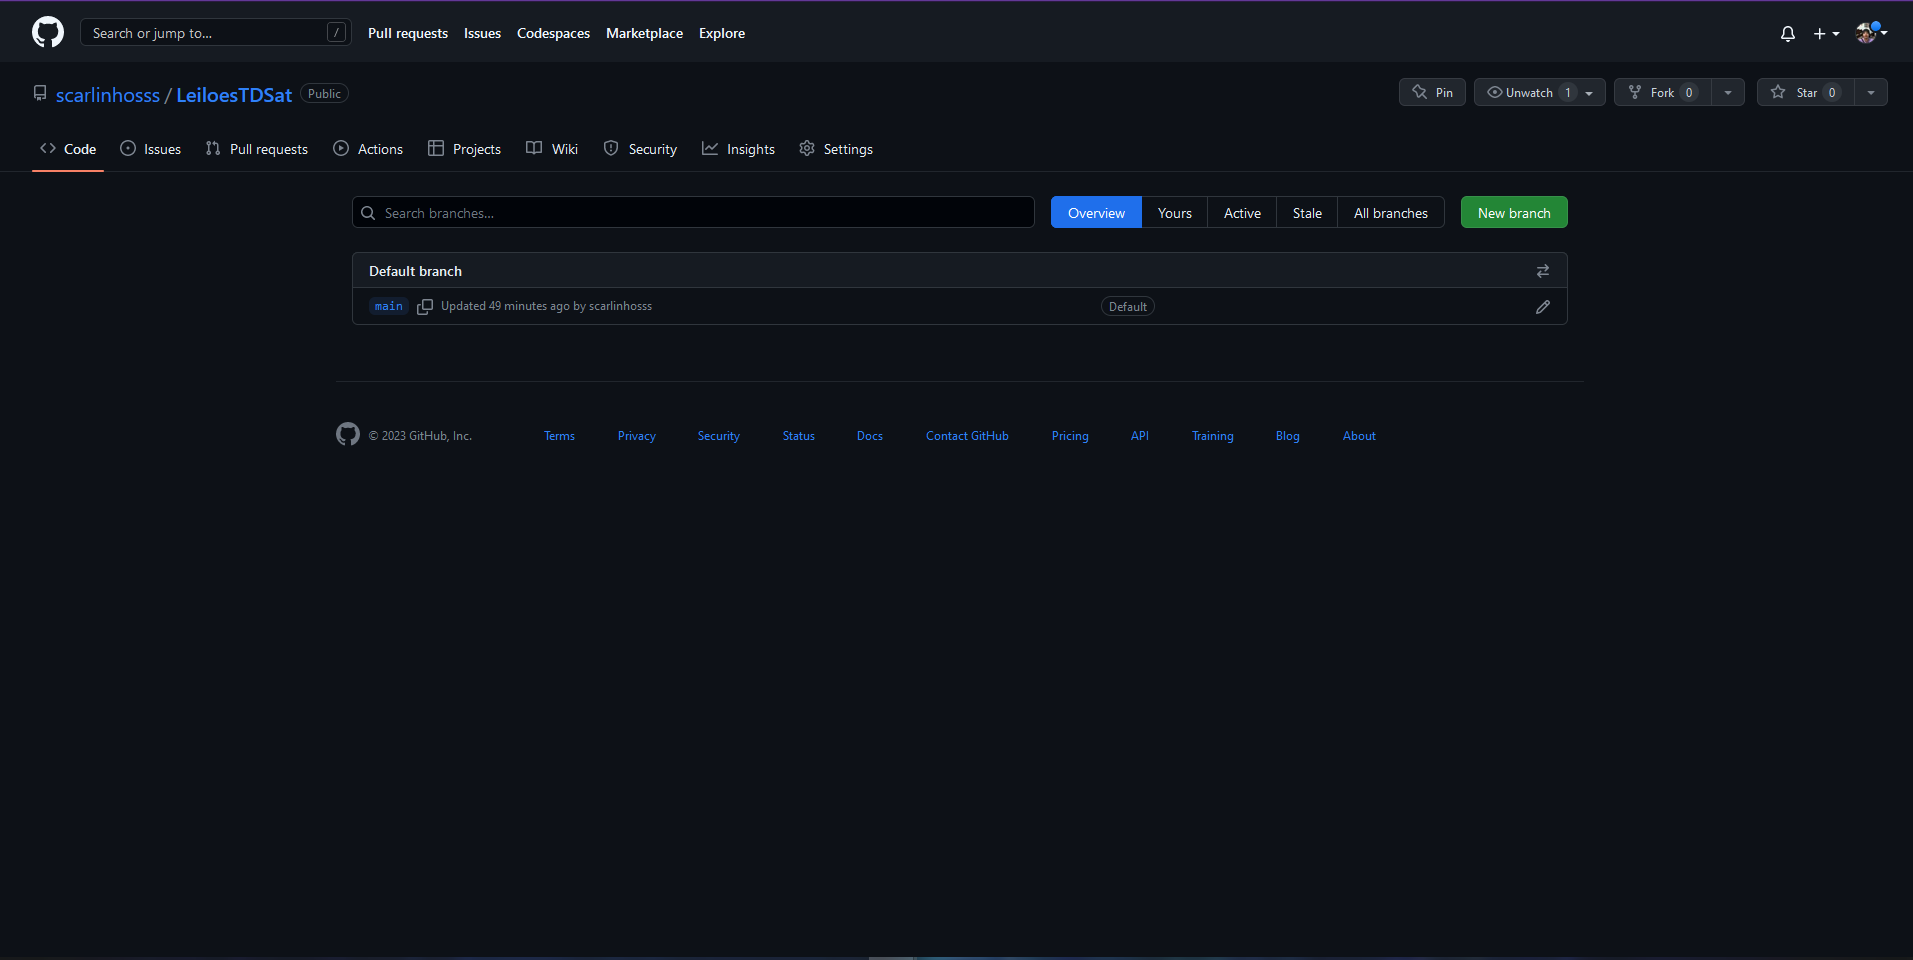 Search or jump to... / Pull requests Issues Codespaces Marketplace Explore
scarlinhosss / LeiloesTDSat Public Pin Unwatch 1 Fork 0 Star 0
Code Issues Pull requests Actions Projects Wiki Security Insights Settings
Search branches... Overview Yours Active Stale All branches New branch
Default branch
main Updated 49 minutes ago by scarlinhosss Default
© 2023 GitHub, Inc. Terms Privacy Security Status Docs Contact GitHub Pricing API Training Blog About